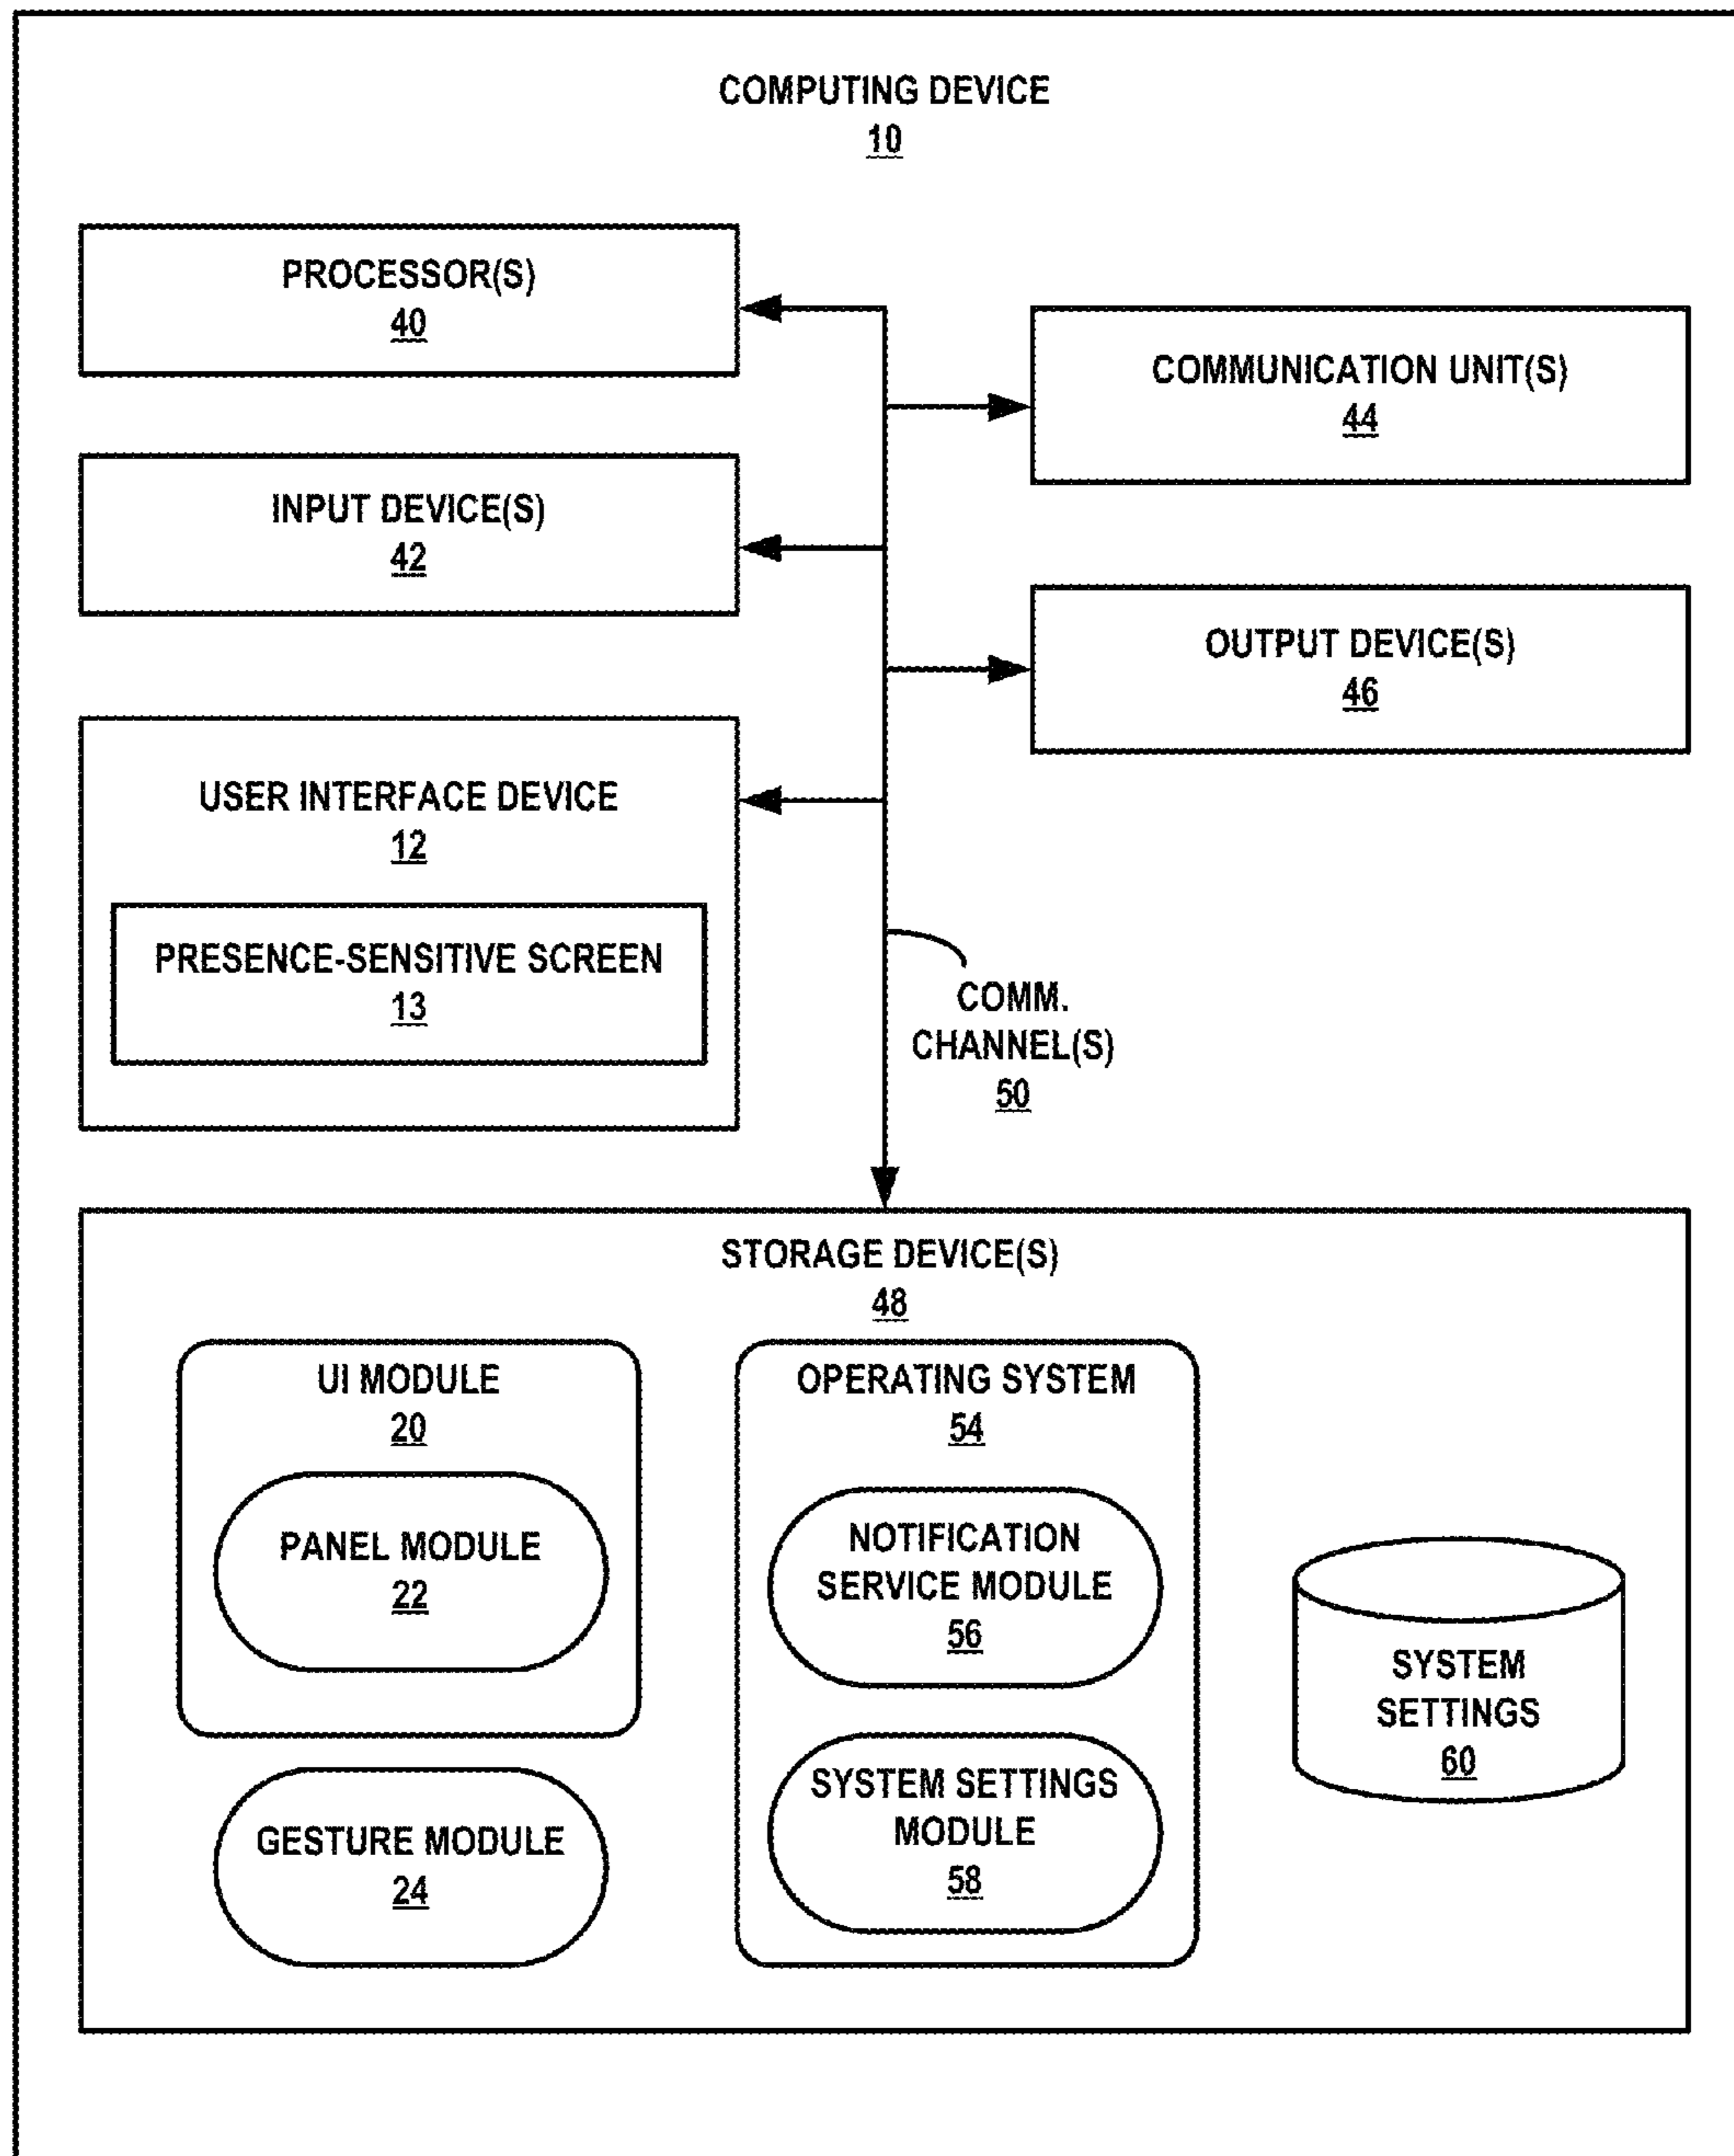 COMPUTING DEVICE
10
PROCESSOR(S)
40
COMMUNICATION UNIT(S)
44
INPUT DEVICE(S)
42
OUTPUT DEVICE(S)
46
USER INTERFACE DEVICE
12
PRESENCE-SENSITIVE SCREEN
13
COMM.
CHANNEL(S)
50
STORAGE DEVICE(S)
48
UI MODULE
20
PANEL MODULE
22
GESTURE MODULE
24
OPERATING SYSTEM
54
NOTIFICATION
SERVICE MODULE
56
SYSTEM SETTINGS
MODULE
58
SYSTEM
SETTINGS
60